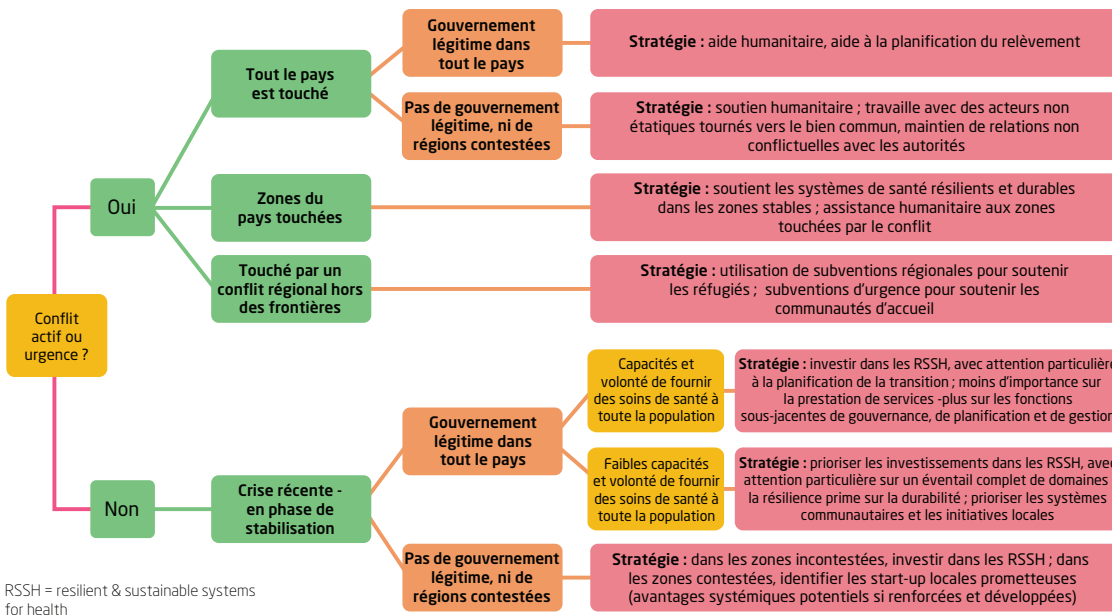 Gouvernement
légitime dans
tout le pays
Stratégie : aide humanitaire, aide à la planification du relèvement
Tout le pays
est touché
Pas de gouvernement
légitime, ni de
régions contestées
Stratégie : soutien humanitaire ; travaille avec des acteurs non
étatiques tournés vers le bien commun, maintien de relations non
conflictuelles avec les autorités
Oui
Zones du
pays touchées
Stratégie : soutient les systèmes de santé résilients et durables
dans les zones stables ; assistance humanitaire aux zones
touchées par le conflit
Touché par un
conflit régional hors
des frontières
Stratégie : utilisation de subventions régionales pour soutenir
les réfugiés ; subventions d'urgence pour soutenir les
communautés d'accueil
Conflit
actif ou
urgence ?
Capacités et
volonté de fournir
des soins de santé à
toute la population
Stratégie : investir dans les RSSH, avec attention particulière
à la planification de la transition ; moins d'importance sur
la prestation de services -plus sur les fonctions
sous-jacentes de gouvernance, de planification et de gestion
Gouvernement
légitime dans
tout le pays
Faibles capacités
et volonté de fournir
des soins de santé à
toute la population
Stratégie : prioriser les investissements dans les RSSH, avec
attention particulière sur un éventail complet de domaines
la résilience prime sur la durabilité ; prioriser les systèmes
communautaires et les initiatives locales
Non
Crise récente -
en phase de
stabilisation
Pas de gouvernement
légitime, ni de
régions contestées
Stratégie : dans les zones incontestées, investir dans les RSSH ; dans
les zones contestées, identifier les start-up locales prometteuses
(avantages systémiques potentiels si renforcées et développées)
RSSH = resilient & sustainable systems
for health